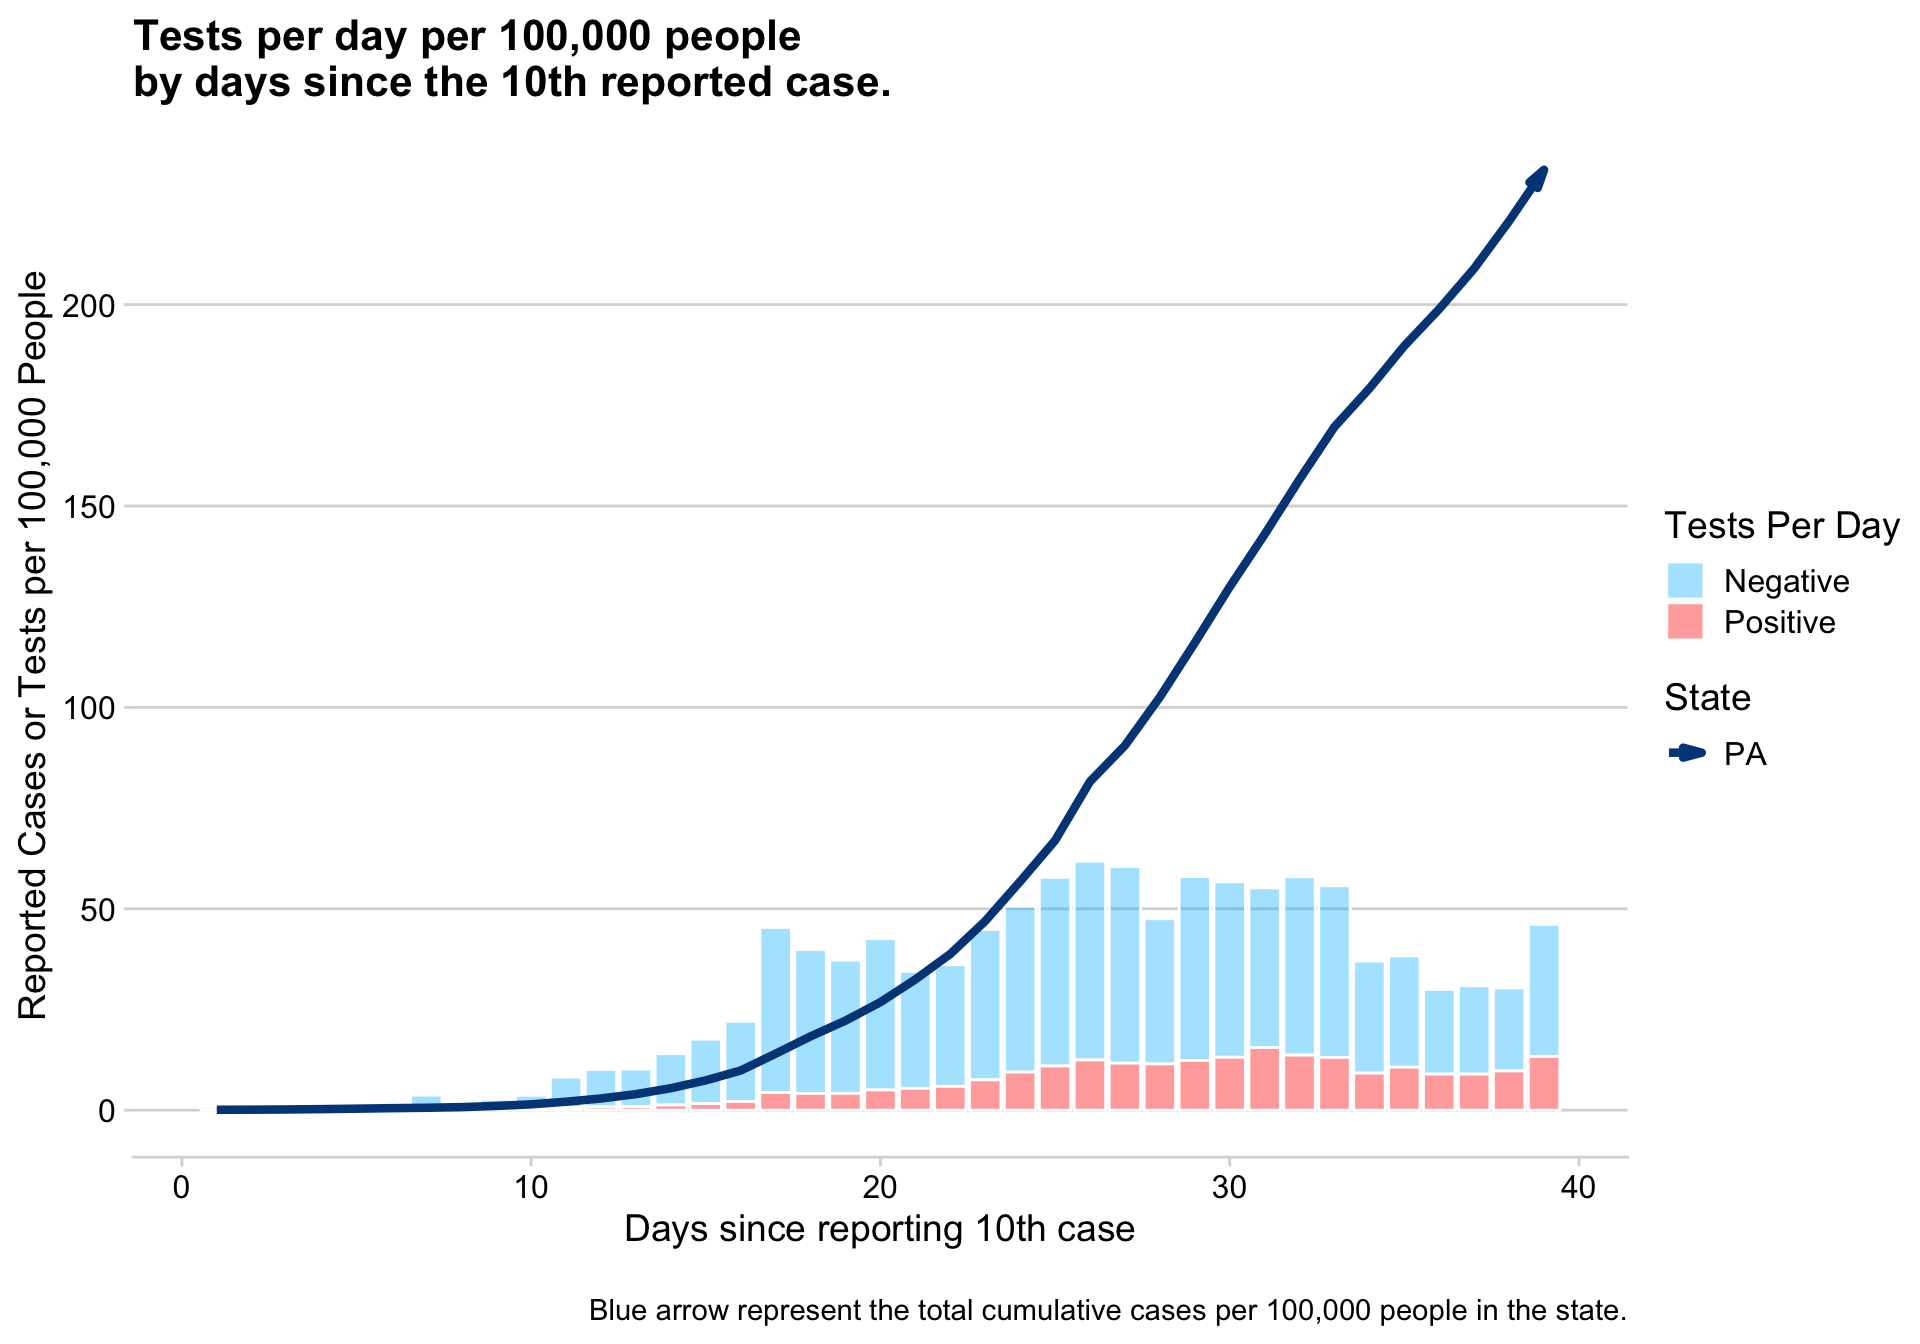 Tests per day per 100,000 people
by days since the 10th reported case.
Reported Cases or Tests per 100,000 People
200
150
100
50
0
0
10
20
30
40
Days since reporting 10th case
Tests Per Day
Negative
Positive
State
PA
Blue arrow represent the total cumulative cases per 100,000 people in the state.